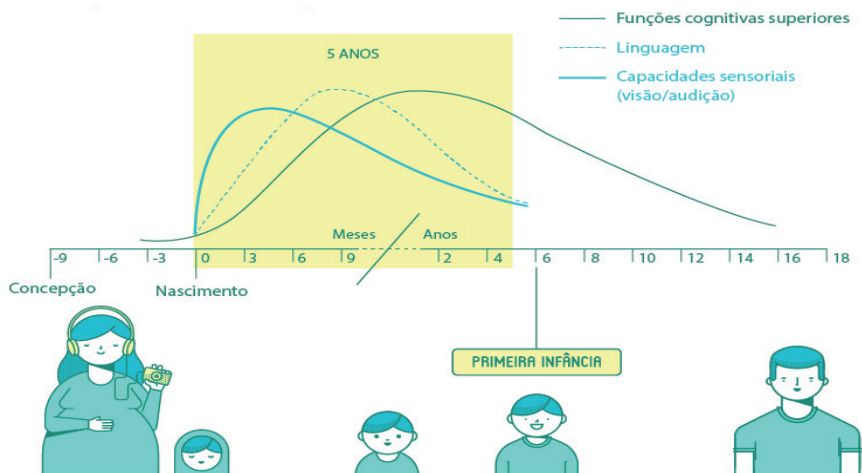 Funções cognitivas superiores
Linguagem
Capacidades sensoriais
(visão/audição)
5 ANOS
Meses Anos
-9 -6 -3 0 3 6 9 2 4 6 8 10 12 14 16 18
Concepção Nascimento
PRIMEIRA INFÂNCIA